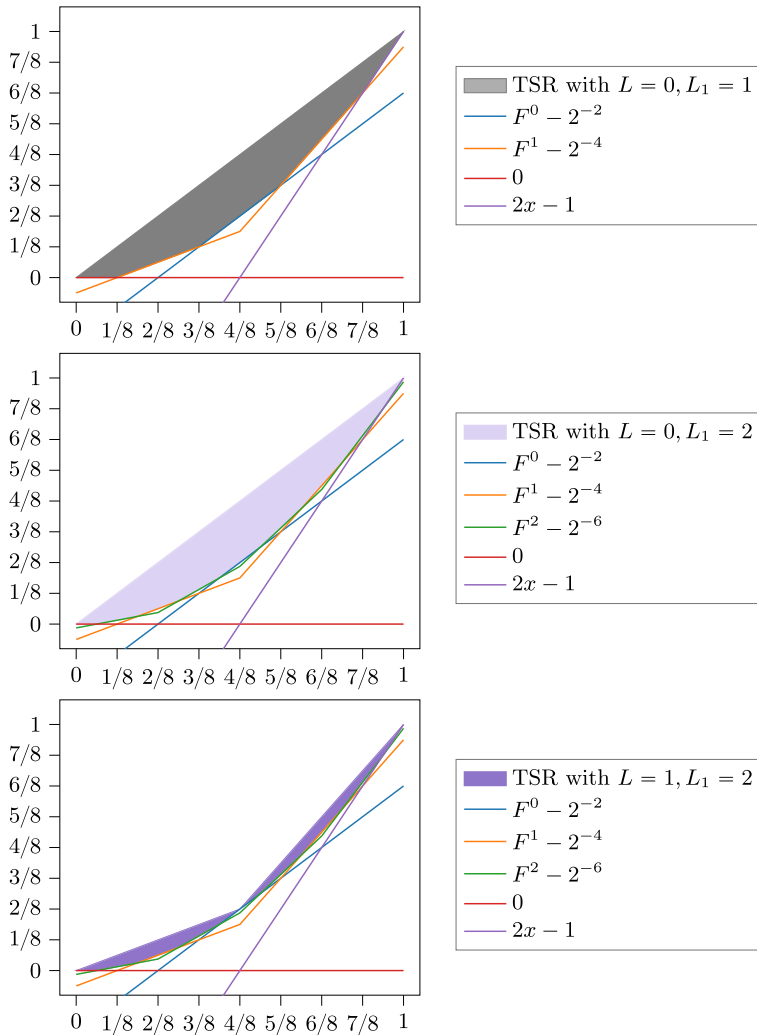 1
7/8
6/8
5/8
4/8
3/8
2/8
1/8
0
0 1/8 2/8 3/8 4/8 5/8 6/8 7/8 1
TSR with L = 0, L₁ = 1
F⁰ − 2⁻²
F¹ − 2⁻⁴
0
2x − 1
1
7/8
6/8
5/8
4/8
3/8
2/8
1/8
0
0 1/8 2/8 3/8 4/8 5/8 6/8 7/8 1
TSR with L = 0, L₁ = 2
F⁰ − 2⁻²
F¹ − 2⁻⁴
F² − 2⁻⁶
0
2x − 1
1
7/8
6/8
5/8
4/8
3/8
2/8
1/8
0
0 1/8 2/8 3/8 4/8 5/8 6/8 7/8 1
TSR with L = 1, L₁ = 2
F⁰ − 2⁻²
F¹ − 2⁻⁴
F² − 2⁻⁶
0
2x − 1